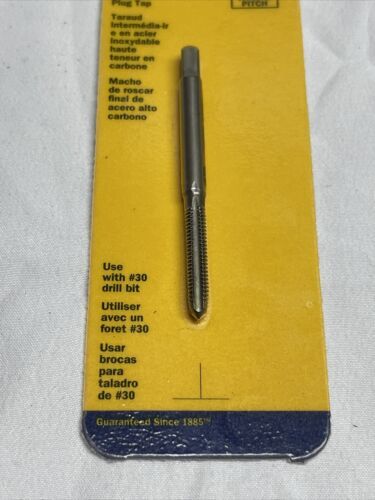 Plug Tap
PITCH
Taraud
Intermédia-ir
e en acier
Inoxydable
haute
teneur en
carbone
Macho
de roscar
final de
acero alto
carbono
Use
with #30
drill bit
Utiliser
avec un
foret #30
Usar
brocas
para
taladro
de #30
Guaranteed Since 1885™